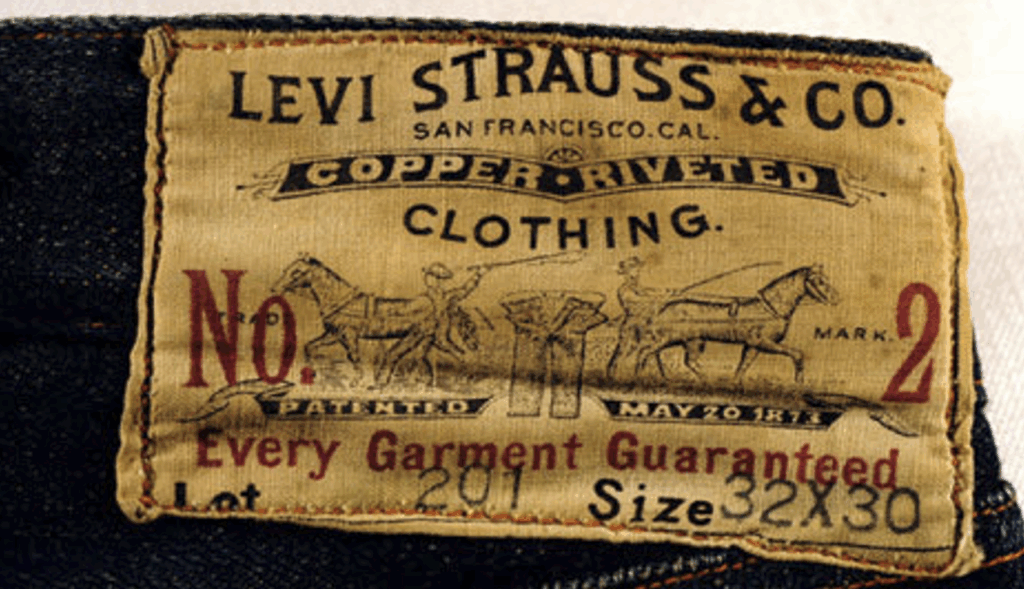 LEVI STRAUSS & CO.
SAN FRANCISCO. CAL.
COPPER·RIVETED
CLOTHING.
No. 2
TRADE MARK.
PATENTED MAY 20 1873
Every Garment Guaranteed
Lot 201 Size 32X30